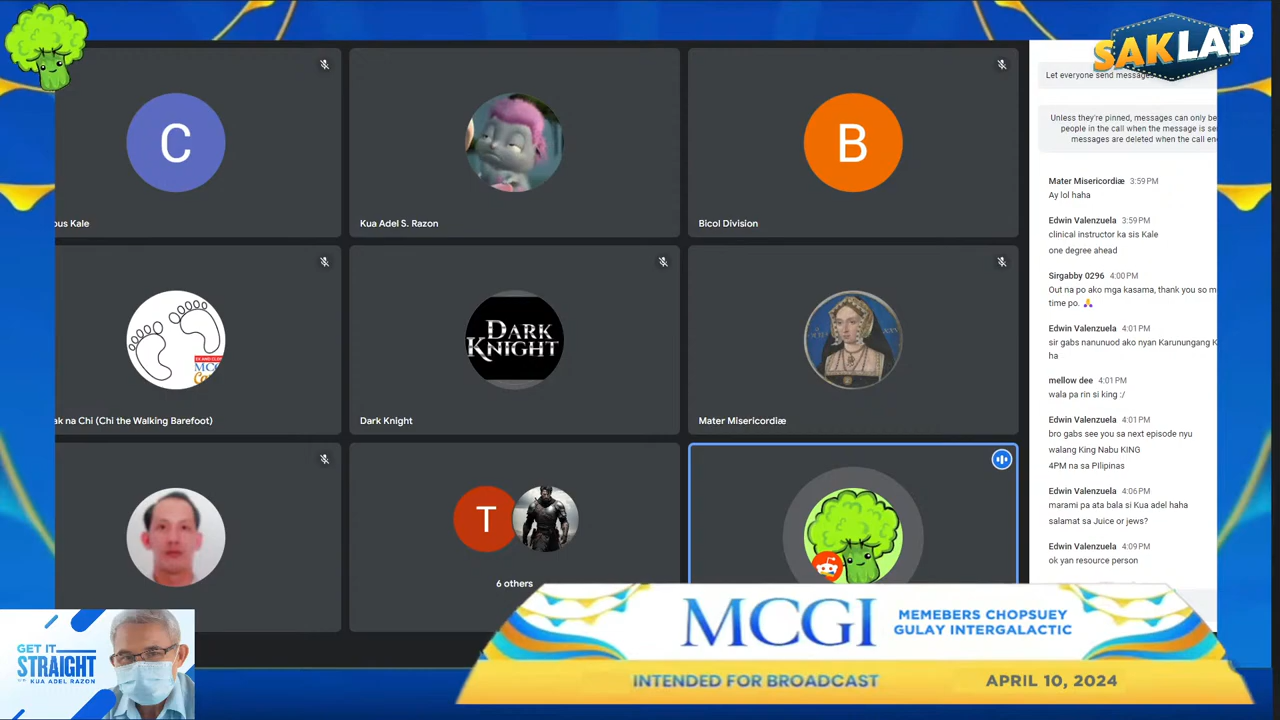 SAKLAP
C
ous Kale
Kua Adel S. Razon
B
Bicol Division
EX AND CLOS
MCG
Co
ak na Chi (Chi the Walking Barefoot)
DARK
KNIGHT
Dark Knight
Mater Misericordiæ
T
6 others
Let everyone send messages
Unless they're pinned, messages can only be
people in the call when the message is se
messages are deleted when the call en
Mater Misericordiæ 3:59 PM
Ay lol haha
Edwin Valenzuela 3:59 PM
clinical instructor ka sis Kale
one degree ahead
Sirgabby 0296 4:00 PM
Out na po ako mga kasama, thank you so m
time po. 🙏
Edwin Valenzuela 4:01 PM
sir gabs nanunuod ako nyan Karunungang K
ha
mellow dee 4:01 PM
wala pa rin si king :/
Edwin Valenzuela 4:01 PM
bro gabs see you sa next episode nyu
walang King Nabu KING
4PM na sa PIlipinas
Edwin Valenzuela 4:06 PM
marami pa ata bala si Kua adel haha
salamat sa Juice or jews?
Edwin Valenzuela 4:09 PM
ok yan resource person
GET IT
STRAIGHT
KUA ADEL RAZON
MCGI
MEMEBERS CHOPSUEY
GULAY INTERGALACTIC
INTENDED FOR BROADCAST
APRIL 10, 2024